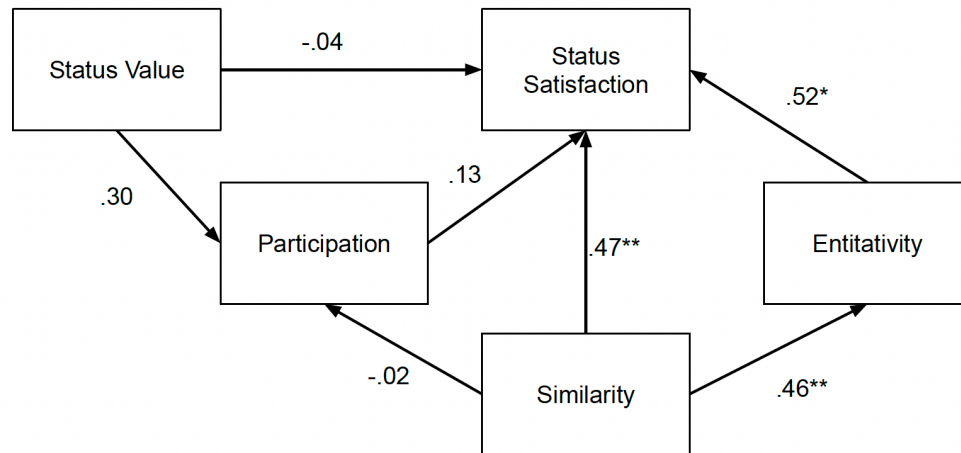 Status Value
-.04
Status
Satisfaction
.52*
.30
.13
Participation
.47**
Entitativity
-.02
Similarity
.46**